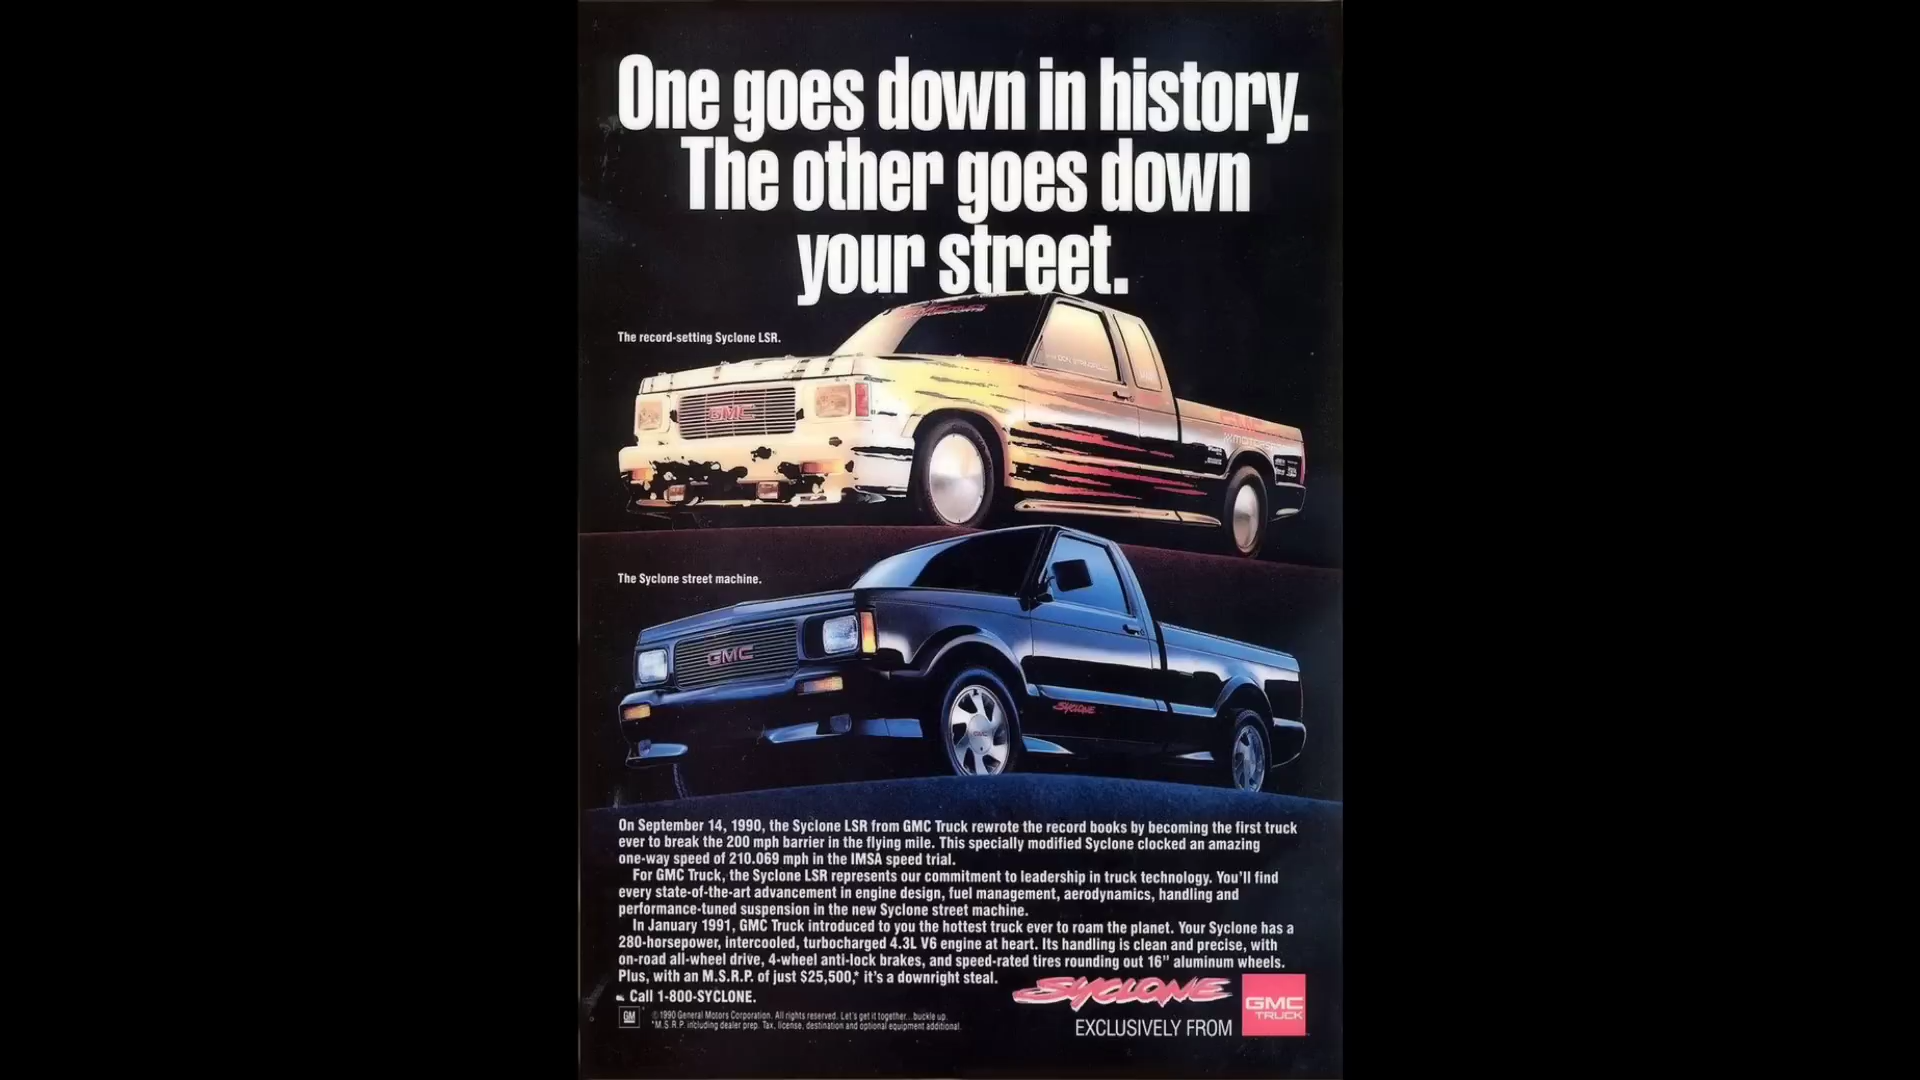 One goes down in history.
The other goes down
your street.
The record-setting Syclone LSR.
GMC
The Syclone street machine.
GMC
SYCLONE
GMC
On September 14, 1990, the Syclone LSR from GMC Truck rewrote the record books by becoming the first truck
ever to break the 200 mph barrier in the flying mile. This specially modified Syclone clocked an amazing
one-way speed of 210.069 mph in the IMSA speed trial.
For GMC Truck, the Syclone LSR represents our commitment to leadership in truck technology. You'll find
every state-of-the-art advancement in engine design, fuel management, aerodynamics, handling and
performance-tuned suspension in the new Syclone street machine.
In January 1991, GMC Truck introduced to you the hottest truck ever to roam the planet. Your Syclone has a
280-horsepower, intercooled, turbocharged 4.3L V6 engine at heart. Its handling is clean and precise, with
on-road all-wheel drive, 4-wheel anti-lock brakes, and speed-rated tires rounding out 16" aluminum wheels.
Plus, with an M.S.R.P. of just $25,500,* it's a downright steal.
Call 1-800-SYCLONE.
GM
©1990 General Motors Corporation. All rights reserved. Let's get it together...buckle up.
*M.S.R.P. including dealer prep. Tax, license, destination and optional equipment additional.
SYCLONE
EXCLUSIVELY FROM
GMC
TRUCK